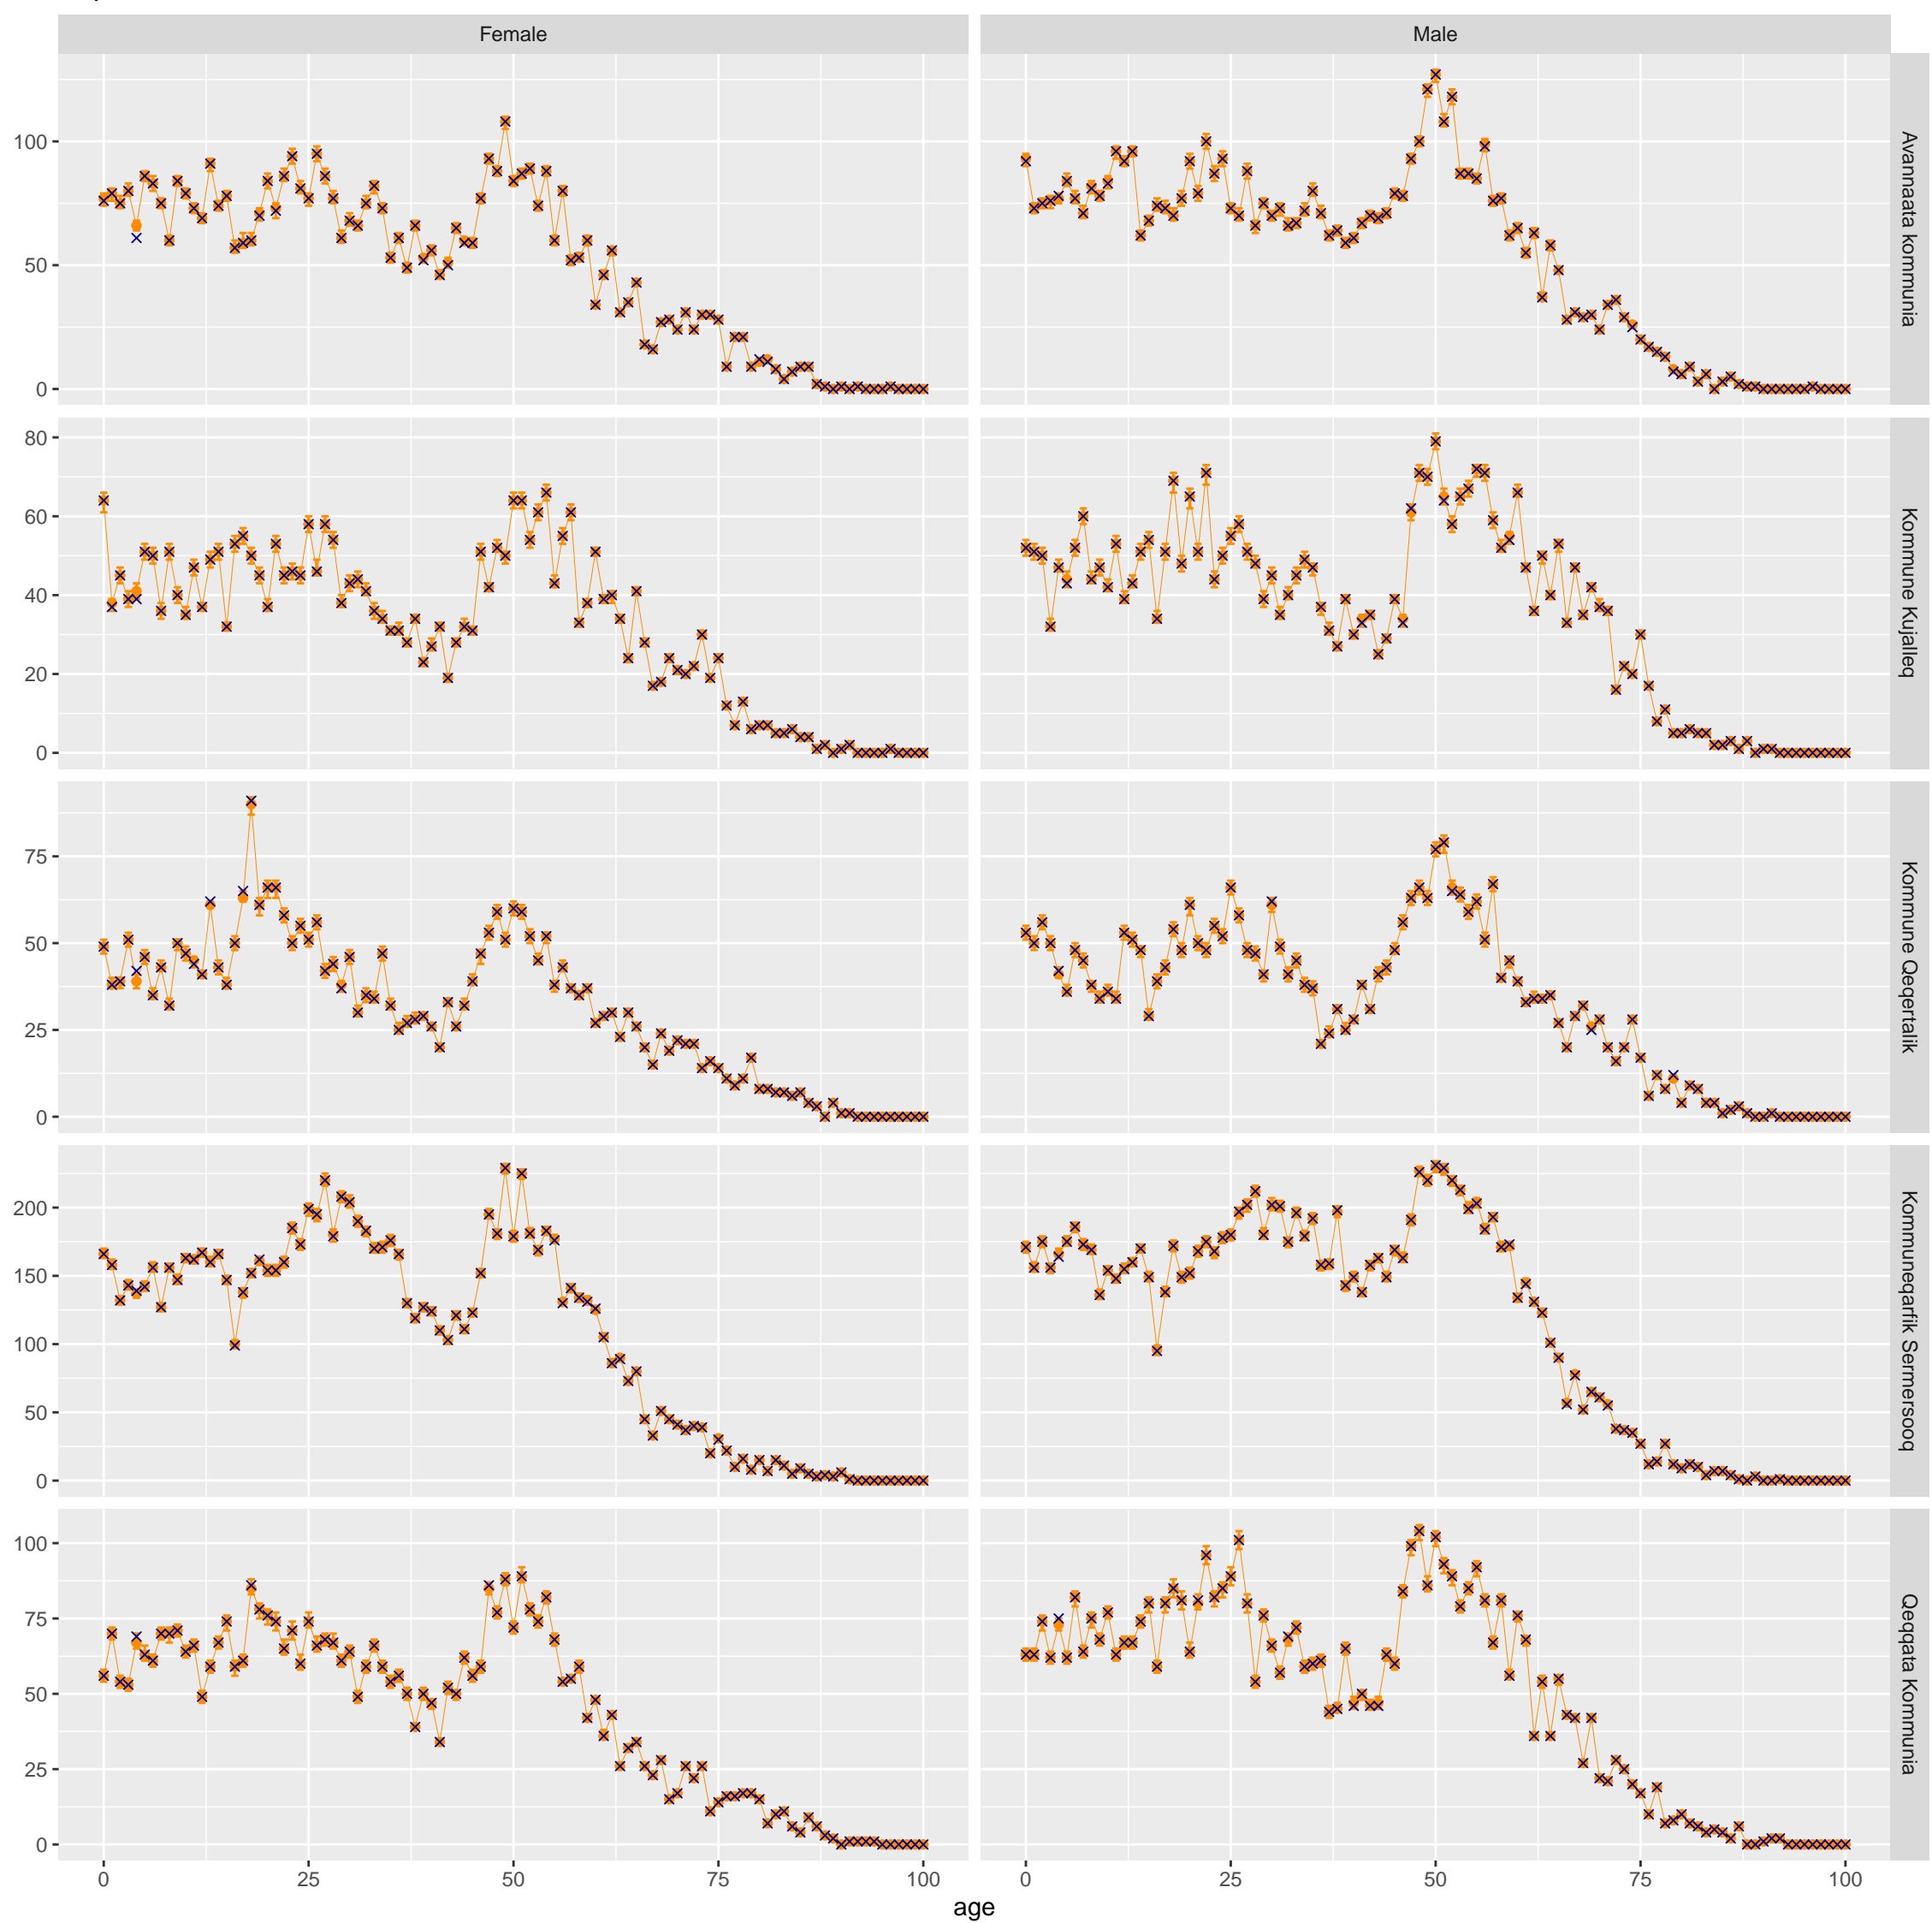 Female Male
100
50
0
Avannaata kommunia
80
60
40
20
0
Kommune Kujalleq
75
50
25
0
Kommune Qeqertalik
200
150
100
50
0
Kommuneqarfik Sermersooq
100
75
50
25
0
Qeqqata Kommunia
0 25 50 75 100 0 25 50 75 100
age